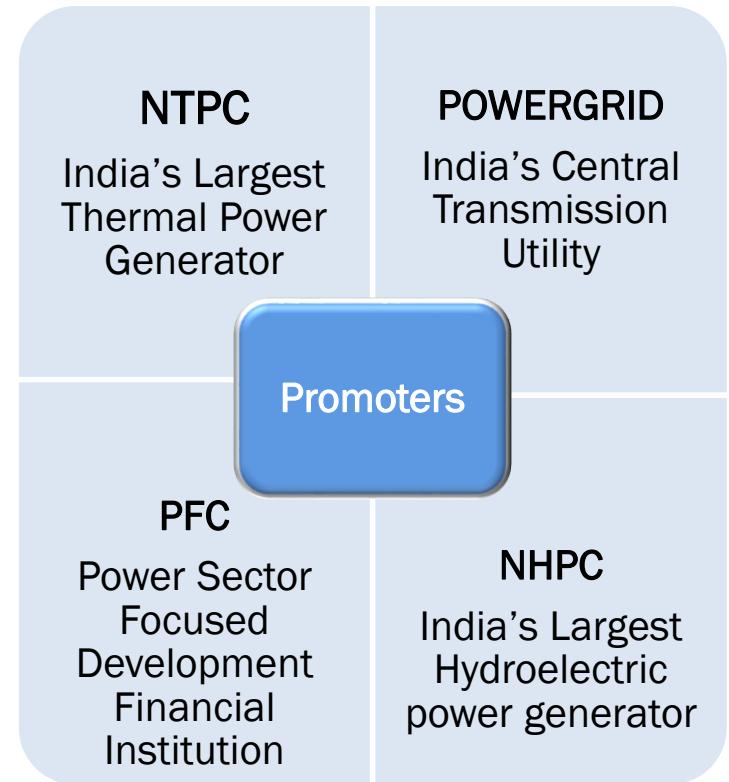 NTPC
India’s Largest
Thermal Power
Generator
POWERGRID
India’s Central
Transmission
Utility
Promoters
PFC
Power Sector
Focused
Development
Financial
Institution
NHPC
India’s Largest
Hydroelectric
power generator